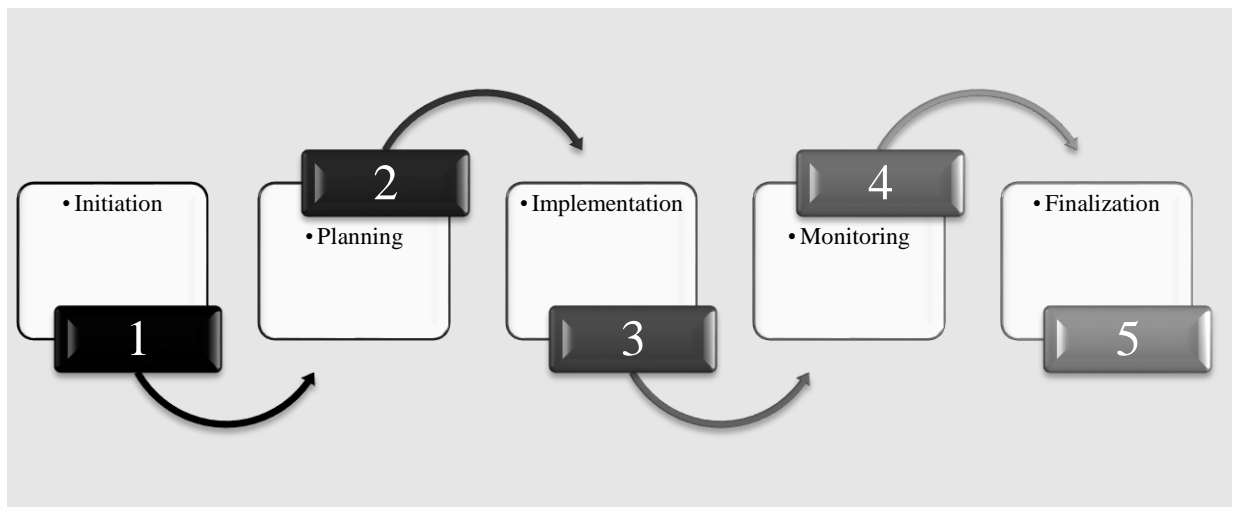 • Initiation
1
2
• Planning
• Implementation
3
4
• Monitoring
• Finalization
5